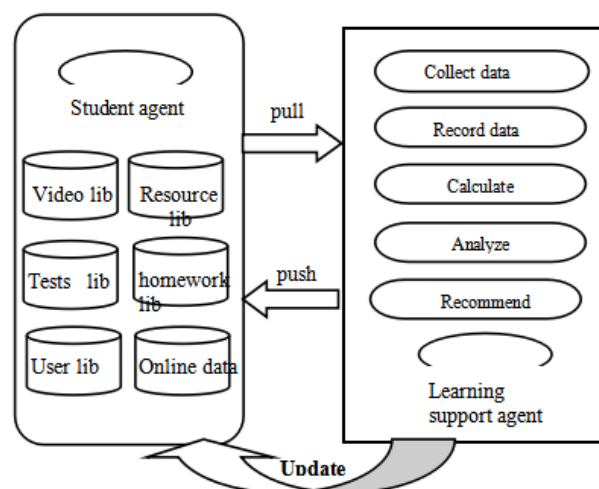 Student agent
Video lib
Resource
lib
Tests lib
homework
lib
User lib
Online data
pull
push
Collect data
Record data
Calculate
Analyze
Recommend
Learning
support agent
Update